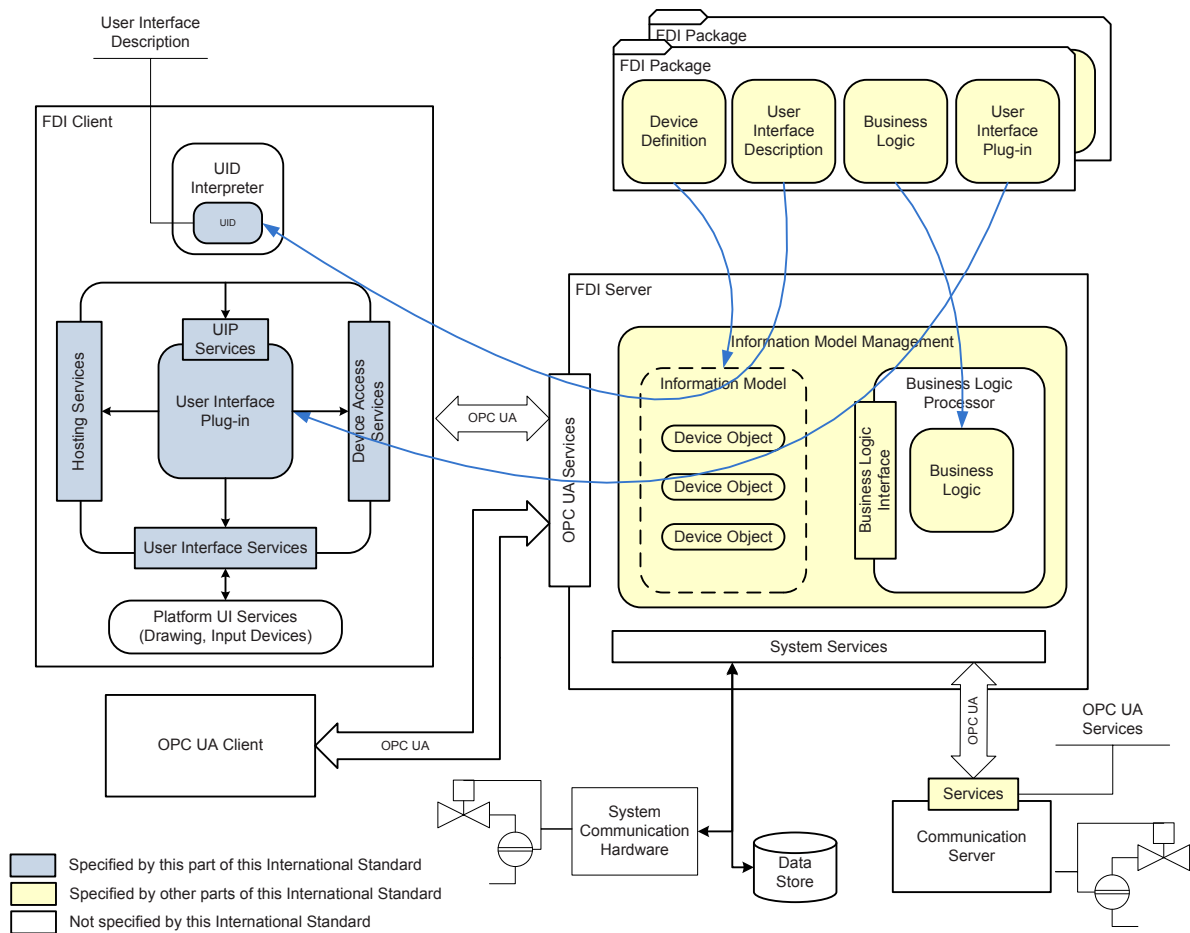 User Interface
Description
FDI Package
FDI Package
Device
Definition
User
Interface
Description
Business
Logic
User
Interface
Plug-in
FDI Client
UID
Interpreter
UID
UIP
Services
Hosting Services
User Interface
Plug-in
Device Access
Services
User Interface Services
Platform UI Services
(Drawing, Input Devices)
OPC UA
OPC UA Services
FDI Server
Information Model Management
Information Model
Device Object
Device Object
Device Object
Business Logic
Processor
Business Logic
Interface
Business
Logic
System Services
OPC UA Client
OPC UA
OPC UA
OPC UA
Services
Services
Communication
Server
System
Communication
Hardware
Data
Store
Specified by this part of this International Standard
Specified by other parts of this International Standard
Not specified by this International Standard